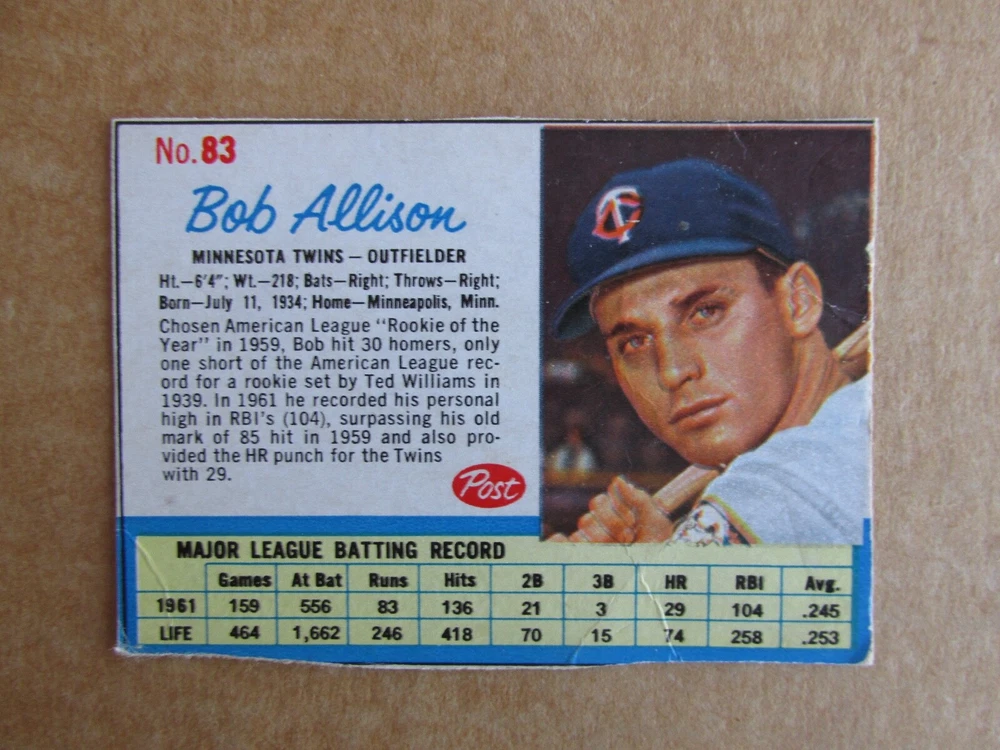 No. 83
Bob Allison
MINNESOTA TWINS – OUTFIELDER
Ht.—6'4"; Wt.—218; Bats—Right; Throws—Right;
Born—July 11, 1934; Home—Minneapolis, Minn.
Chosen American League "Rookie of the
Year" in 1959, Bob hit 30 homers, only
one short of the American League rec-
ord for a rookie set by Ted Williams in
1939. In 1961 he recorded his personal
high in RBI's (104), surpassing his old
mark of 85 hit in 1959 and also pro-
vided the HR punch for the Twins
with 29.
Post
TC
MAJOR LEAGUE BATTING RECORD
Games At Bat Runs Hits 2B 3B HR RBI Avg.
1961 159 556 83 136 21 3 29 104 .245
LIFE 464 1,662 246 418 70 15 74 258 .253